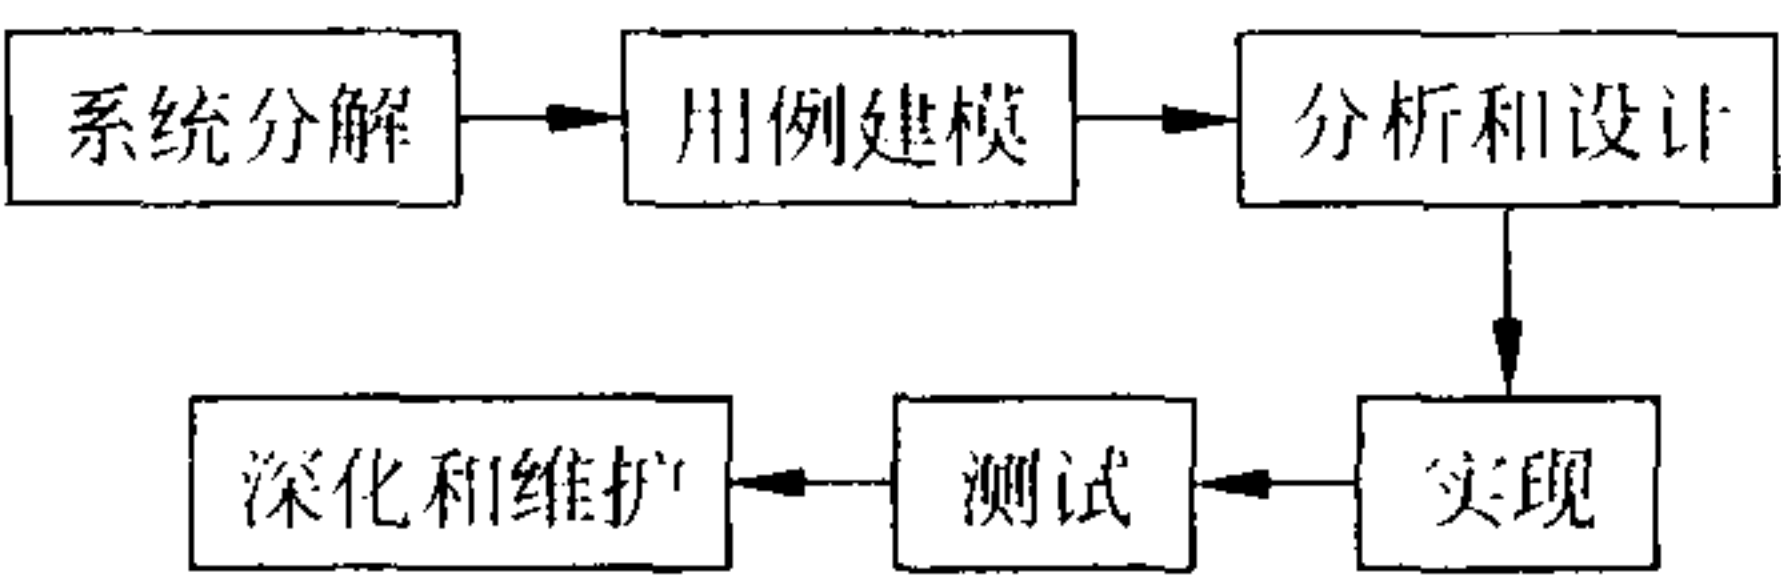 系统分解
用例建模
分析和设计
实现
测试
深化和维护